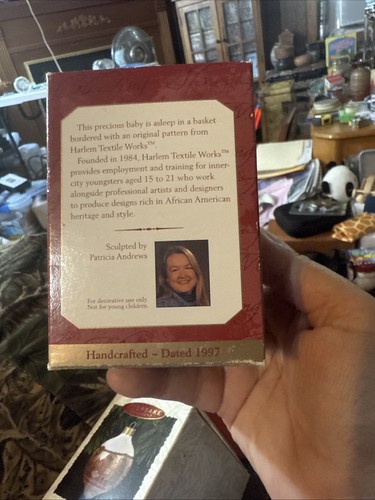 This precious baby is asleep in a basket
bordered with an original pattern from
Harlem Textile Works™.
Founded in 1984, Harlem Textile Works™
provides employment and training for inner-
city youngsters aged 15 to 21 who work
alongside professional artists and designers
to produce designs rich in African American
heritage and style.
Sculpted by
Patricia Andrews
For decorative use only.
Not for young children.
Handcrafted ~ Dated 1997
KEEPSAKE